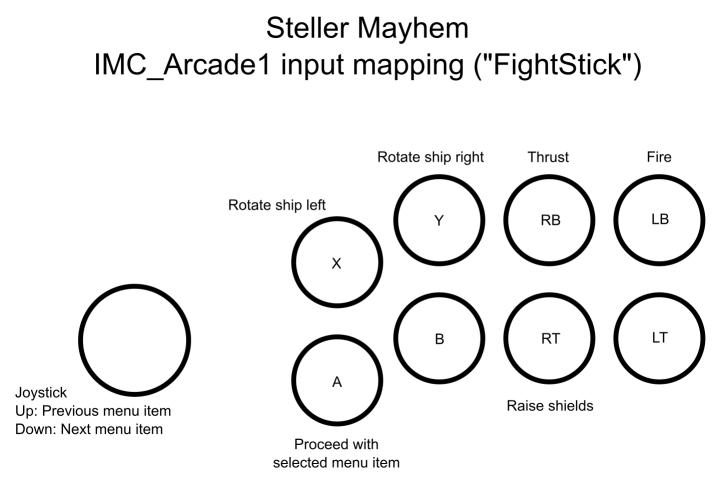 Steller Mayhem
IMC_Arcade1 input mapping ("FightStick")
Rotate ship right
Thrust
Fire
Rotate ship left
Y
RB
LB
X
B
RT
LT
A
Joystick
Up: Previous menu item
Down: Next menu item
Raise shields
Proceed with
selected menu item